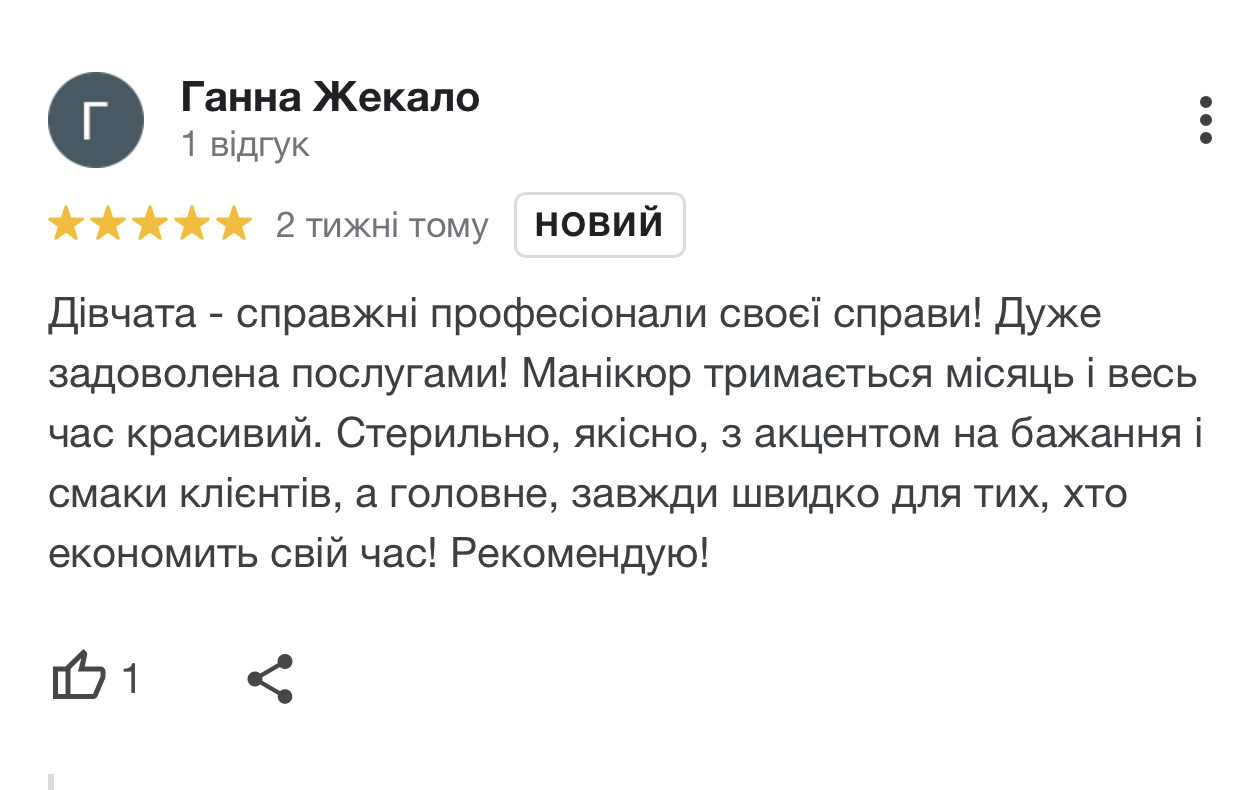 Г
Ганна Жекало
1 відгук
2 тижні тому
НОВИЙ
Дівчата - справжні професіонали своєї справи! Дуже
задоволена послугами! Манікюр тримається місяць і весь
час красивий. Стерильно, якісно, з акцентом на бажання і
смаки клієнтів, а головне, завжди швидко для тих, хто
економить свій час! Рекомендую!
1